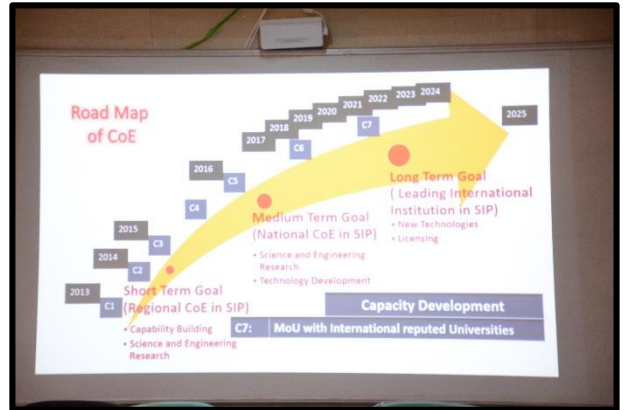 Road Map
of CoE
2013
C1
2014
C2
2015
C3
C4
2016
C5
2017
2018
2019
C6
2020
2021
2022
C7
2023
2024
2025
Short Term Goal
(Regional CoE in SIP)
• Capability Building
• Science and Engineering
Research
Medium Term Goal
(National CoE in SIP)
• Science and Engineering
Research
• Technology Development
Long Term Goal
( Leading International
Institution in SIP)
• New Technologies
• Licensing
Capacity Development
C7: MoU with International reputed Universities